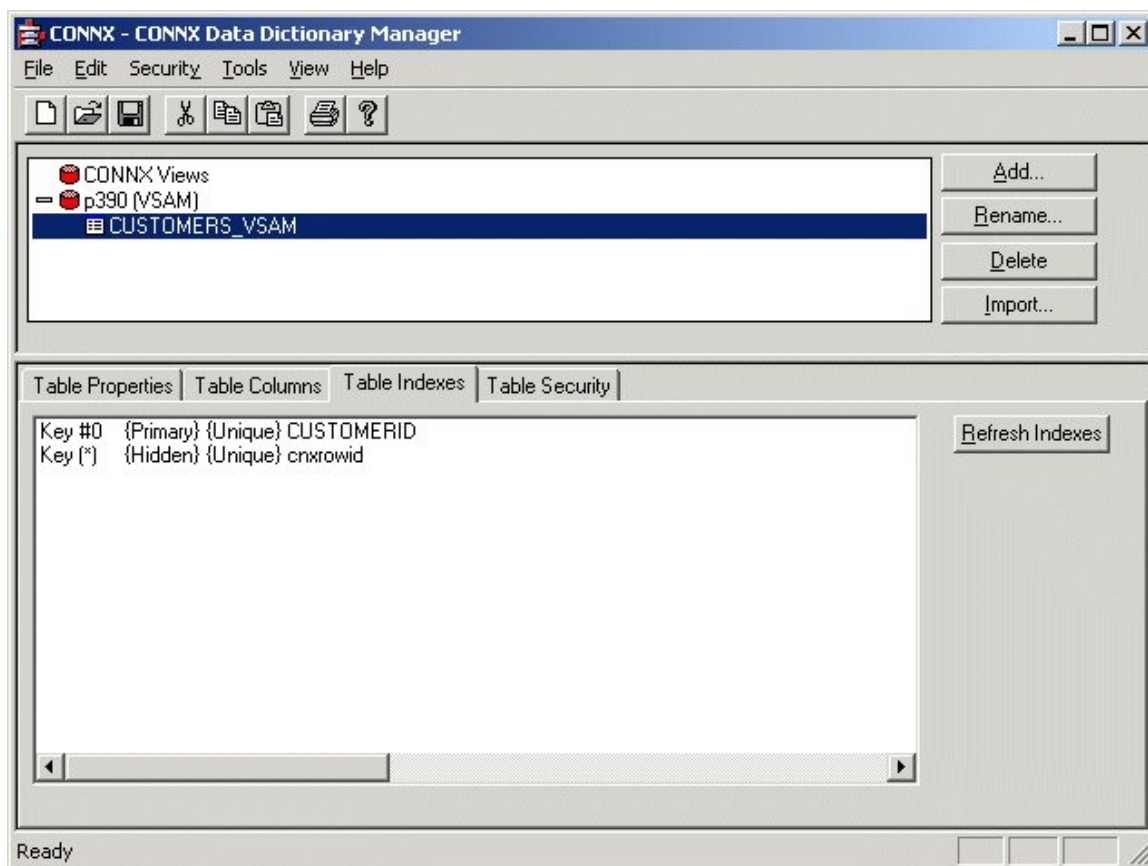 CONNX - CONNX Data Dictionary Manager
File Edit Security Tools View Help
CONNX Views
p390 (VSAM)
CUSTOMERS_VSAM
Add...
Rename...
Delete
Import...
Table Properties Table Columns Table Indexes Table Security
Key #0 {Primary} {Unique} CUSTOMERID
Key (*) {Hidden} {Unique} cnxrowid
Refresh Indexes
Ready